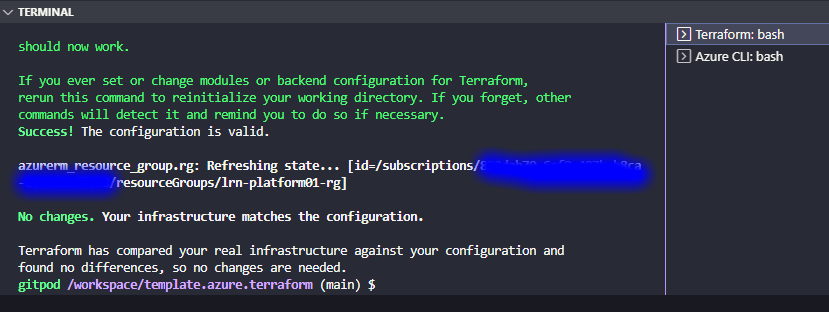 TERMINAL
should now work.
If you ever set or change modules or backend configuration for Terraform,
rerun this command to reinitialize your working directory. If you forget, other
commands will detect it and remind you to do so if necessary.
Success! The configuration is valid.
azurerm_resource_group.rg: Refreshing state... [id=/subscriptions/
/resourceGroups/lrn-platform01-rg]
No changes. Your infrastructure matches the configuration.
Terraform has compared your real infrastructure against your configuration and
found no differences, so no changes are needed.
gitpod /workspace/template.azure.terraform (main) $
Terraform: bash
Azure CLI: bash